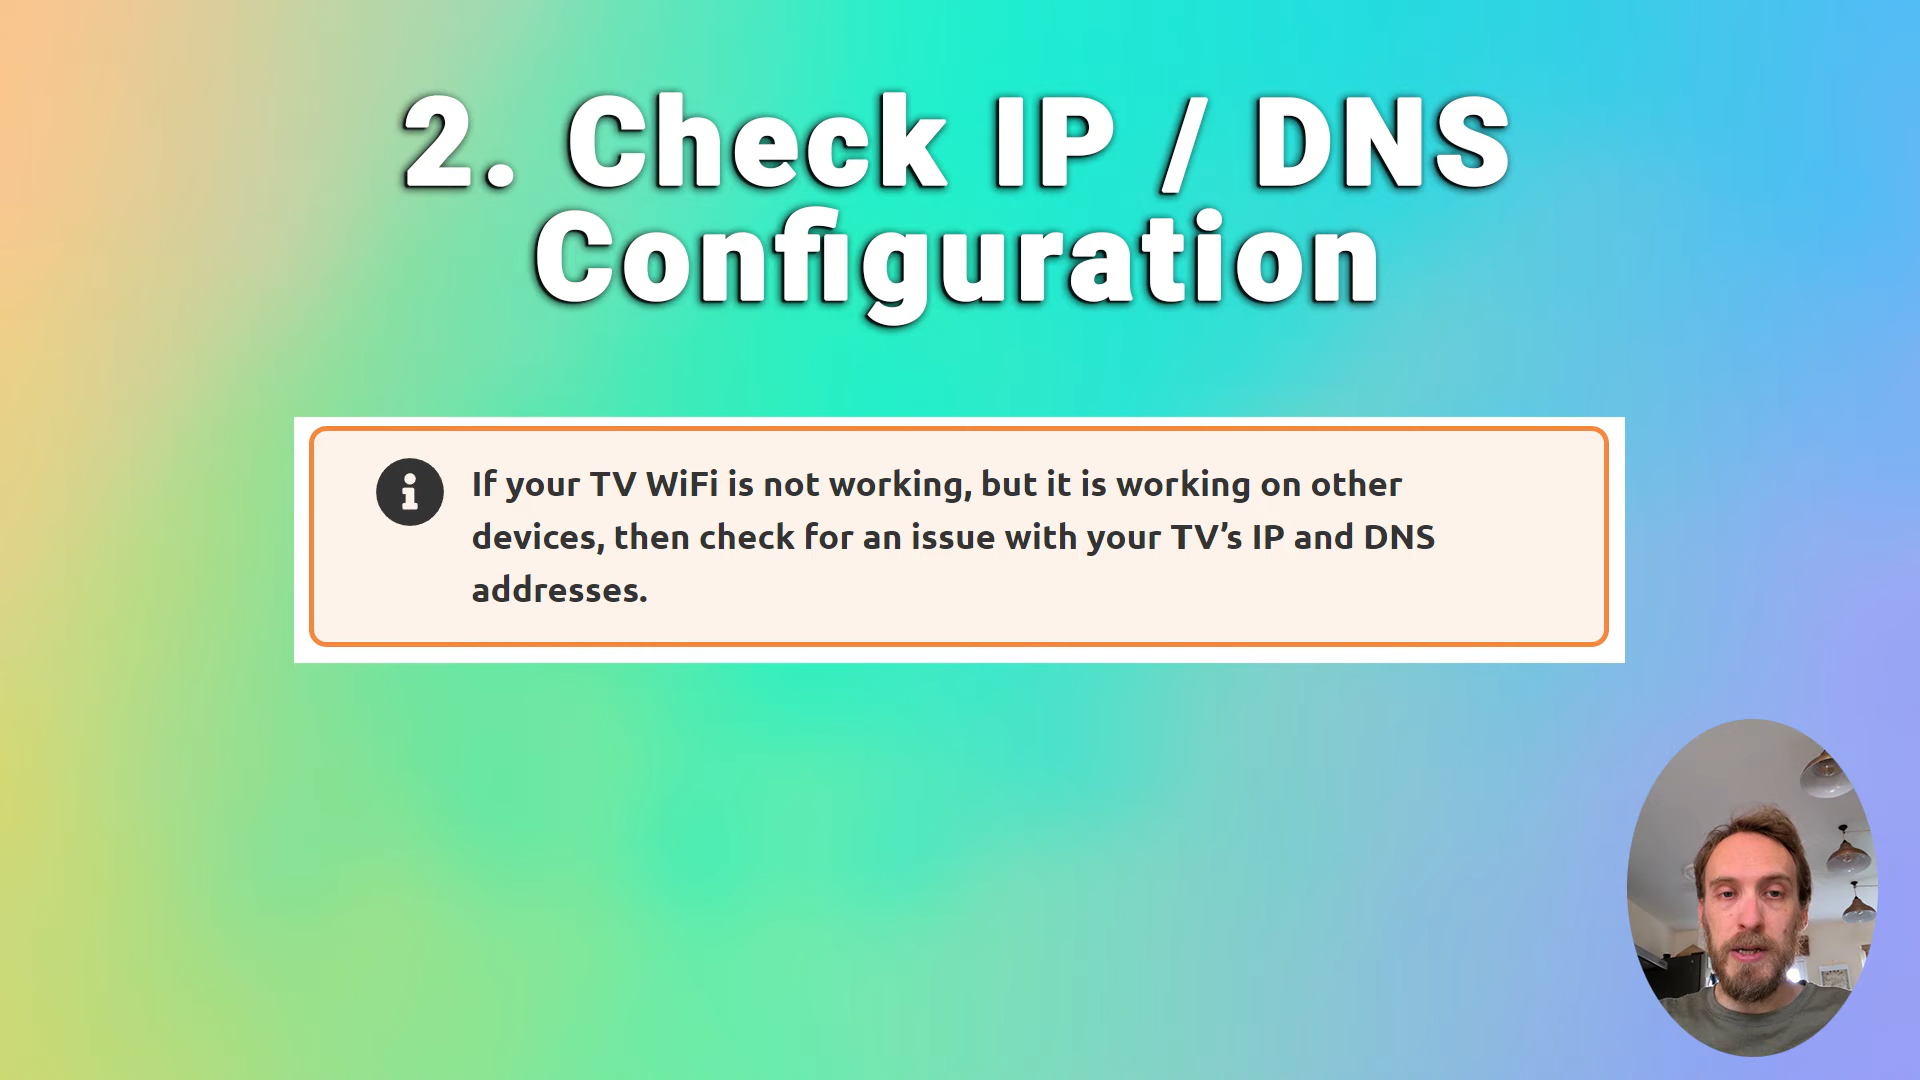 2. Check IP / DNS
Configuration
If your TV WiFi is not working, but it is working on other
devices, then check for an issue with your TV’s IP and DNS
addresses.